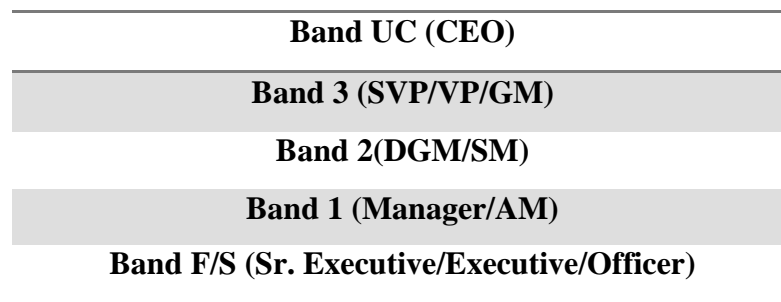 Band UC (CEO)
Band 3 (SVP/VP/GM)
Band 2(DGM/SM)
Band 1 (Manager/AM)
Band F/S (Sr. Executive/Executive/Officer)